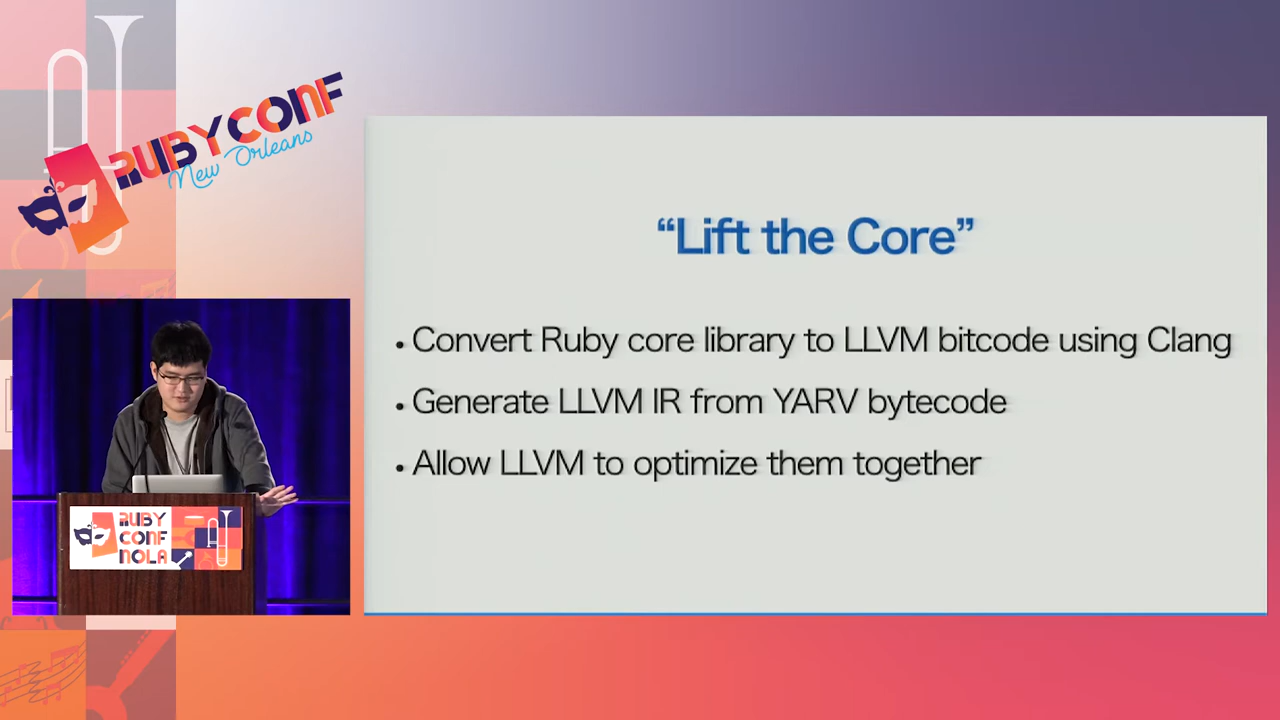 RUBYCONF
New Orleans
“Lift the Core”
• Convert Ruby core library to LLVM bitcode using Clang
• Generate LLVM IR from YARV bytecode
• Allow LLVM to optimize them together
RUBY
CONF
NOLA